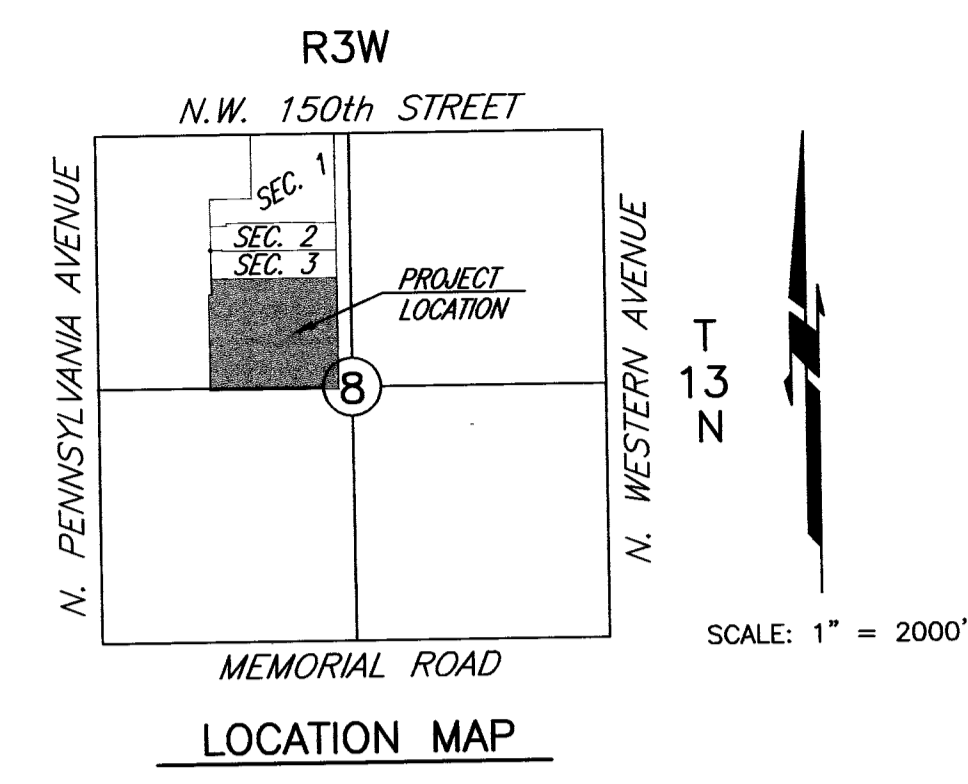 R3W
N.W. 150th STREET
N. PENNSYLVANIA AVENUE
SEC. 1
SEC. 2
SEC. 3
PROJECT
LOCATION
8
N. WESTERN AVENUE
T
13
N
SCALE: 1" = 2000'
MEMORIAL ROAD
LOCATION MAP